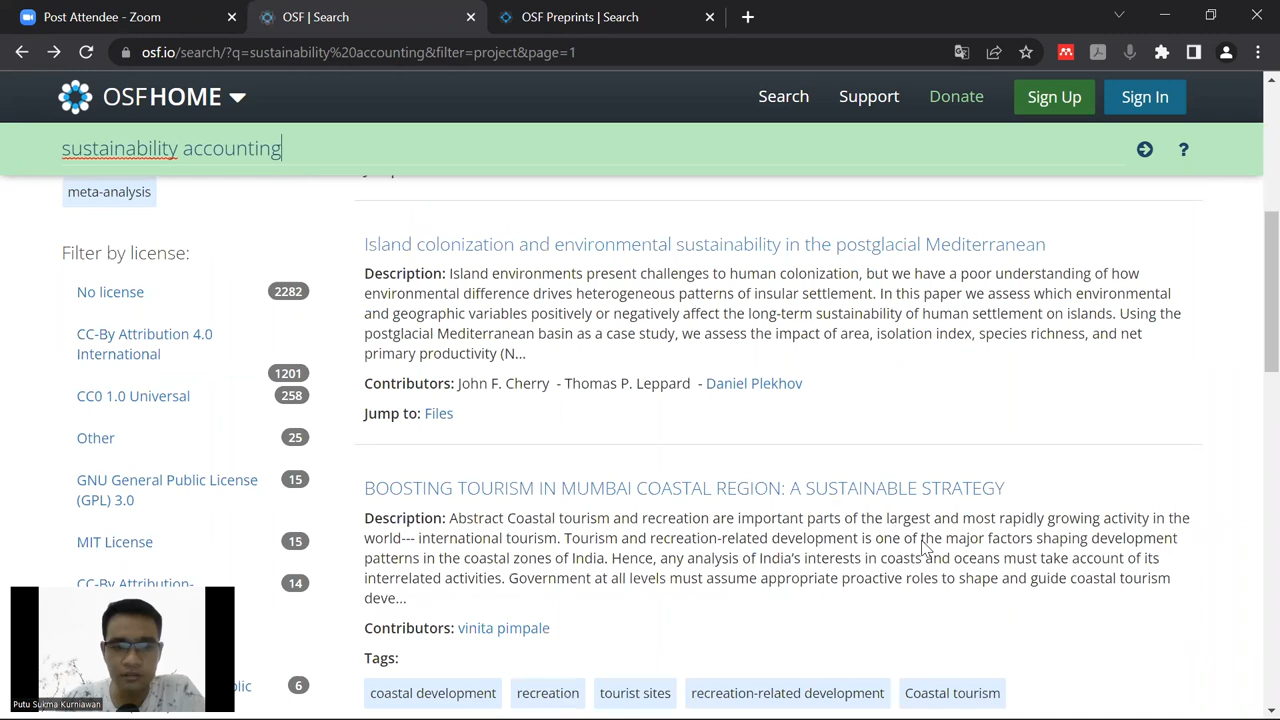 Post Attendee - Zoom
OSF | Search
OSF Preprints | Search
osf.io/search/?q=sustainability%20accounting&filter=project&page=1
OSFHOME
Search
Support
Donate
Sign Up
Sign In
sustainability accounting
?
meta-analysis
Filter by license:
No license 2282
CC-By Attribution 4.0
International
1201
CC0 1.0 Universal 258
Other 25
GNU General Public License 15
(GPL) 3.0
MIT License 15
CC-By Attribution- 14
6
Island colonization and environmental sustainability in the postglacial Mediterranean
Description: Island environments present challenges to human colonization, but we have a poor understanding of how
environmental difference drives heterogeneous patterns of insular settlement. In this paper we assess which environmental
and geographic variables positively or negatively affect the long-term sustainability of human settlement on islands. Using the
postglacial Mediterranean basin as a case study, we assess the impact of area, isolation index, species richness, and net
primary productivity (N...
Contributors: John F. Cherry - Thomas P. Leppard - Daniel Plekhov
Jump to: Files
BOOSTING TOURISM IN MUMBAI COASTAL REGION: A SUSTAINABLE STRATEGY
Description: Abstract Coastal tourism and recreation are important parts of the largest and most rapidly growing activity in the
world--- international tourism. Tourism and recreation-related development is one of the major factors shaping development
patterns in the coastal zones of India. Hence, any analysis of India's interests in coasts and oceans must take account of its
interrelated activities. Government at all levels must assume appropriate proactive roles to shape and guide coastal tourism
deve...
Contributors: vinita pimpale
Tags:
coastal development
recreation
tourist sites
recreation-related development
Coastal tourism
Putu Sukma Kurniawan